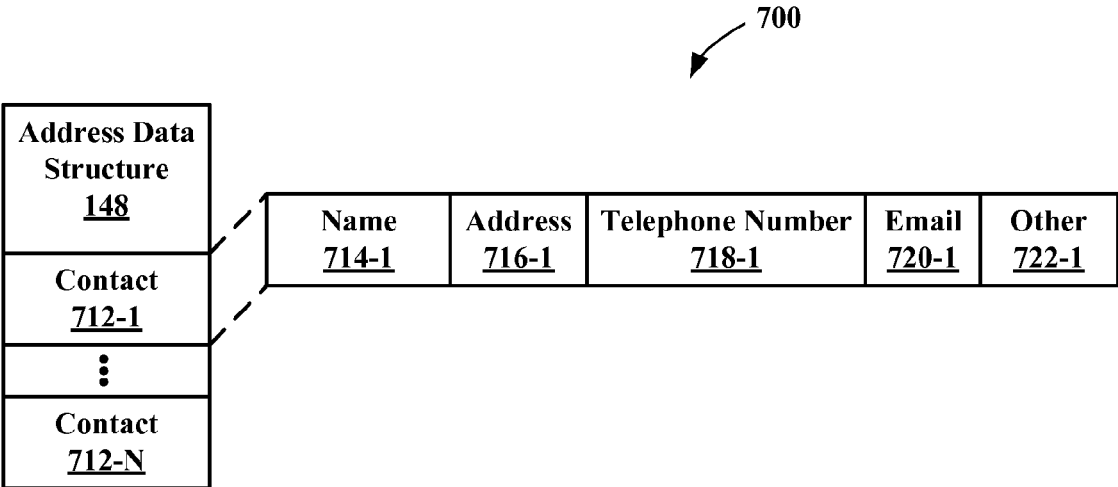 700
Address Data
Structure
148
Contact
712-1
Contact
712-N
Name
714-1
Address
716-1
Telephone Number
718-1
Email
720-1
Other
722-1